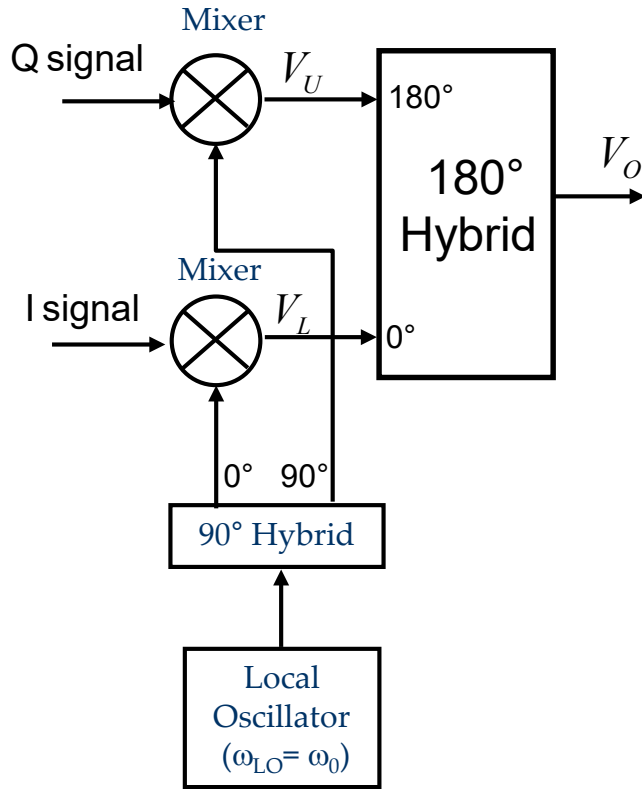 Mixer
Q signal
V_U
180°
180°
Hybrid
V_O
Mixer
I signal
V_L
0°
0°
90°
90° Hybrid
Local
Oscillator
(ω_LO= ω_0)